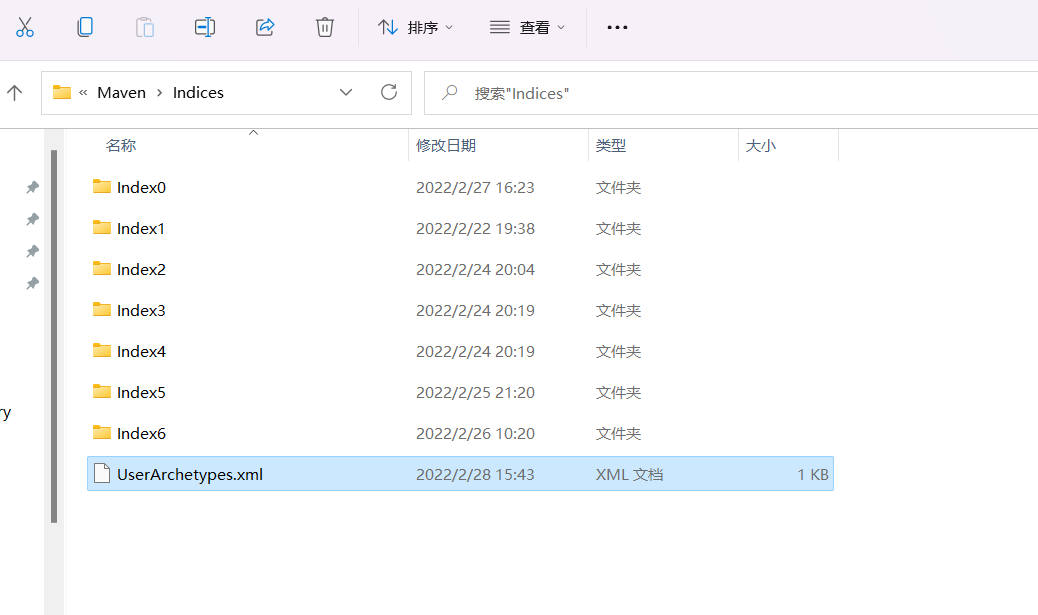 排序 查看
« Maven > Indices 搜索"Indices"
名称 修改日期 类型 大小
Index0 2022/2/27 16:23 文件夹
Index1 2022/2/22 19:38 文件夹
Index2 2022/2/24 20:04 文件夹
Index3 2022/2/24 20:19 文件夹
Index4 2022/2/24 20:19 文件夹
Index5 2022/2/25 21:20 文件夹
ry
Index6 2022/2/26 10:20 文件夹
UserArchetypes.xml 2022/2/28 15:43 XML 文档 1 KB